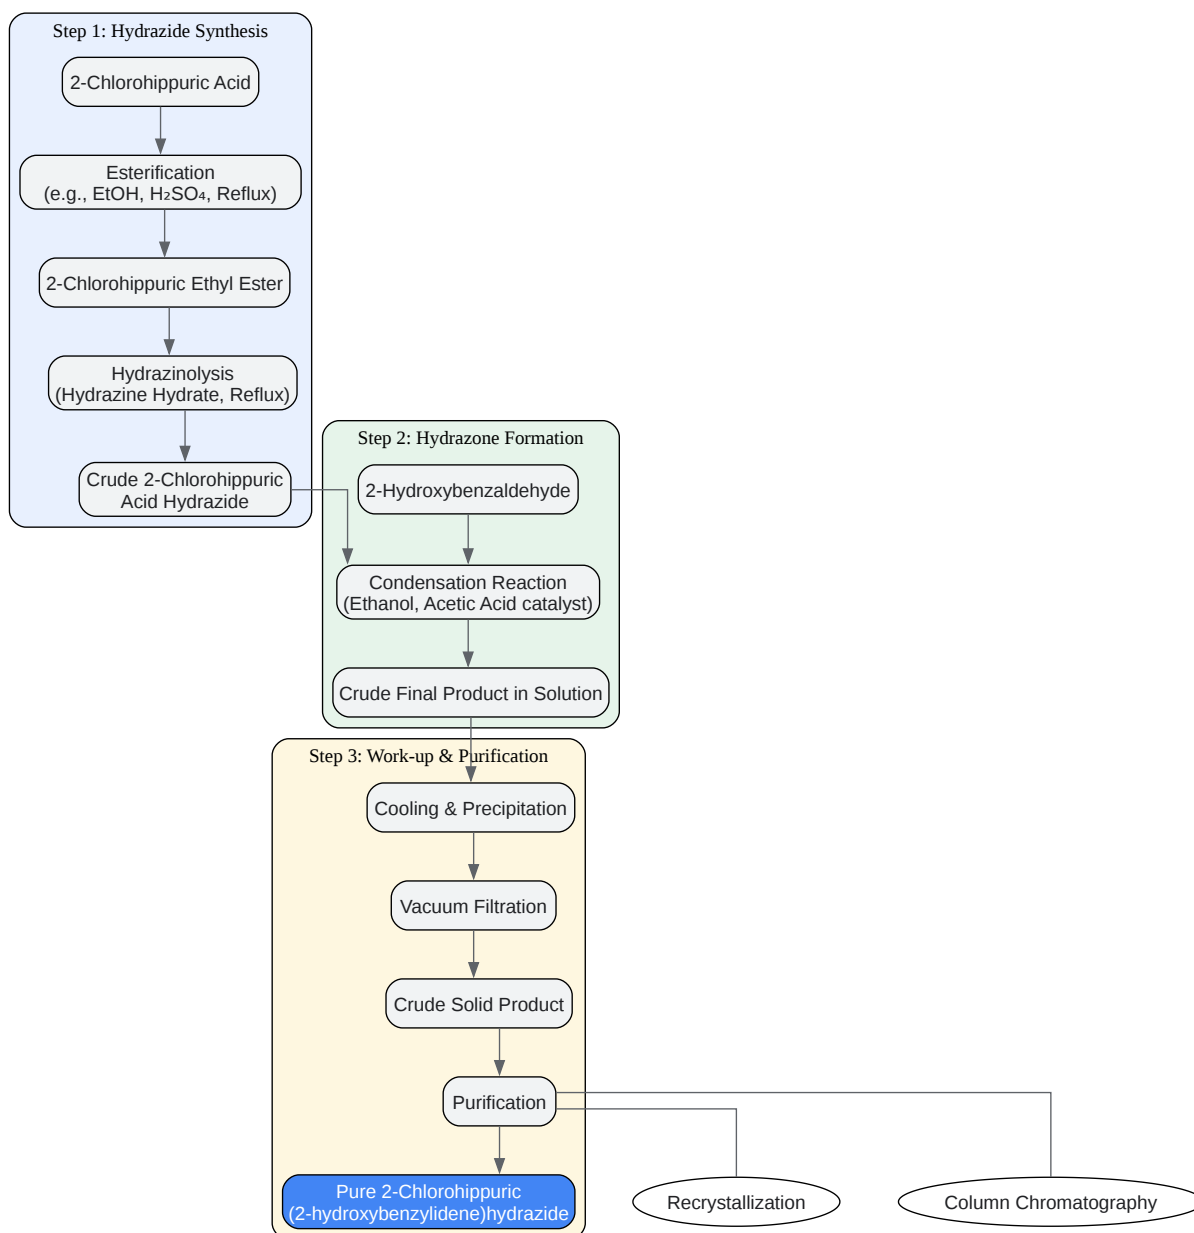 Step 1: Hydrazide Synthesis
2-Chlorohippuric Acid
Esterification
(e.g., EtOH, H₂SO₄, Reflux)
2-Chlorohippuric Ethyl Ester
Hydrazinolysis
(Hydrazine Hydrate, Reflux)
Crude 2-Chlorohippuric
Acid Hydrazide
Step 2: Hydrazone Formation
2-Hydroxybenzaldehyde
Condensation Reaction
(Ethanol, Acetic Acid catalyst)
Crude Final Product in Solution
Step 3: Work-up & Purification
Cooling & Precipitation
Vacuum Filtration
Crude Solid Product
Purification
Pure 2-Chlorohippuric
(2-hydroxybenzylidene)hydrazide
Recrystallization
Column Chromatography